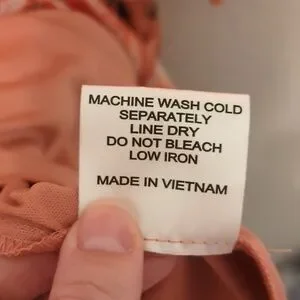 MACHINE WASH COLD
SEPARATELY
LINE DRY
DO NOT BLEACH
LOW IRON
MADE IN VIETNAM